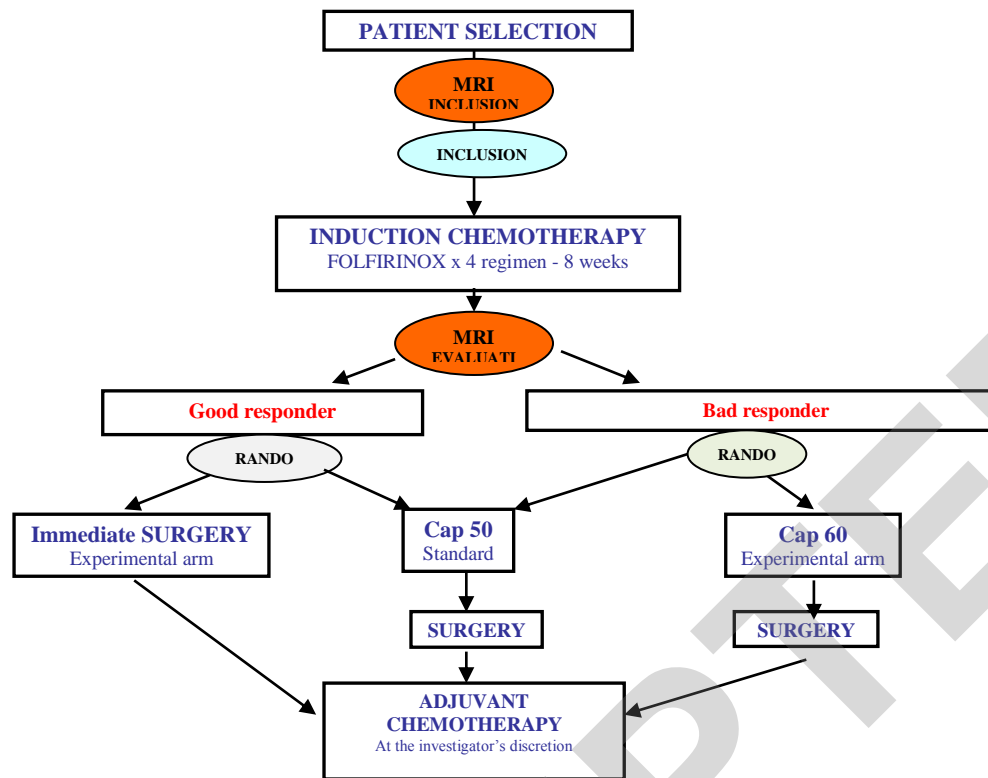 PATIENT SELECTION
MRI
INCLUSION
INCLUSION
INDUCTION CHEMOTHERAPY
FOLFIRINOX x 4 regimen - 8 weeks
MRI
EVALUATI
Good responder
Bad responder
RANDO
RANDO
Immediate SURGERY
Experimental arm
Cap 50
Standard
Cap 60
Experimental arm
SURGERY
SURGERY
ADJUVANT
CHEMOTHERAPY
At the investigator's discretion
PTE